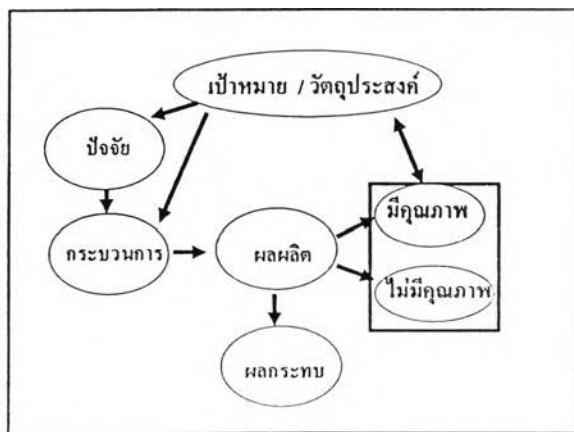 เป้าหมาย / วัตถุประสงค์
ปัจจัย
มีคุณภาพ
กระบวนการ
ผลผลิต
ไม่มีคุณภาพ
ผลกระทบ